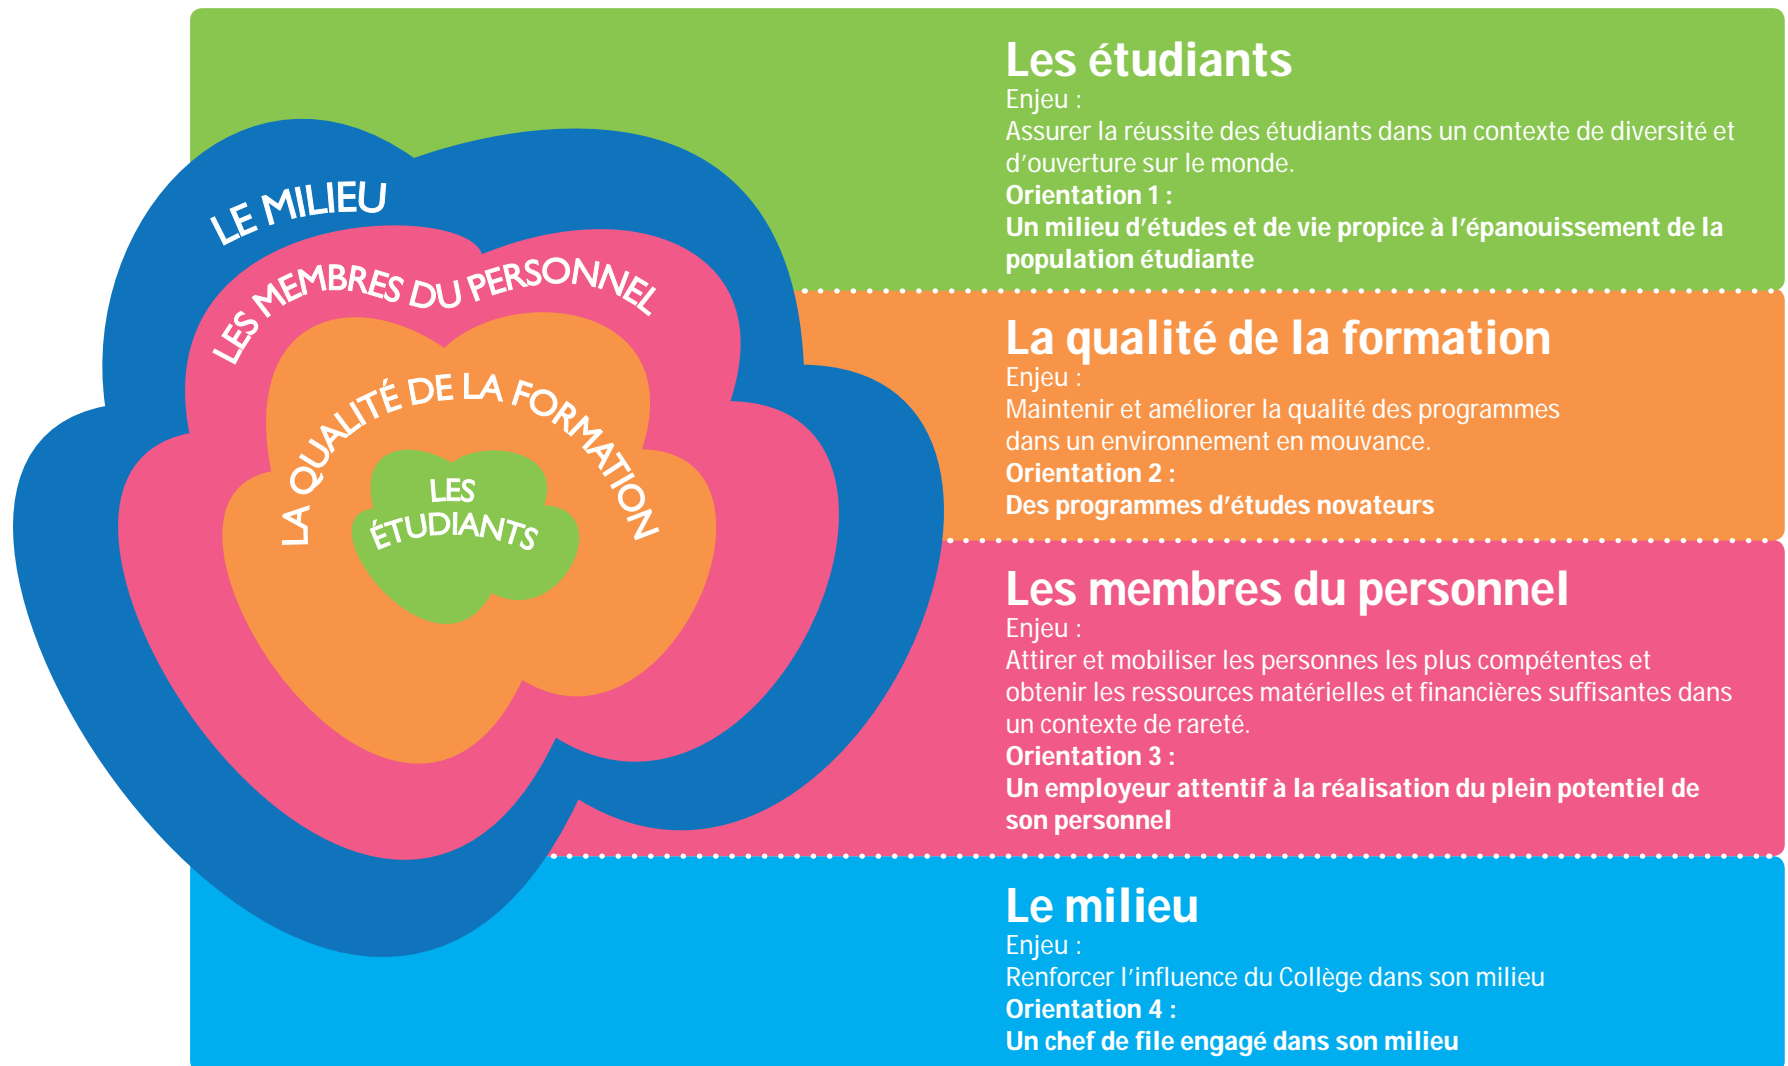 LE MILIEU
LES MEMBRES DU PERSONNEL
LA QUALITÉ DE LA FORMATION
LES
ÉTUDIANTS
Les étudiants
Enjeu :
Assurer la réussite des étudiants dans un contexte de diversité et
d’ouverture sur le monde.
Orientation 1 :
Un milieu d’études et de vie propice à l’épanouissement de la
population étudiante
La qualité de la formation
Enjeu :
Maintenir et améliorer la qualité des programmes
dans un environnement en mouvance.
Orientation 2 :
Des programmes d’études novateurs
Les membres du personnel
Enjeu :
Attirer et mobiliser les personnes les plus compétentes et
obtenir les ressources matérielles et financières suffisantes dans
un contexte de rareté.
Orientation 3 :
Un employeur attentif à la réalisation du plein potentiel de
son personnel
Le milieu
Enjeu :
Renforcer l’influence du Collège dans son milieu
Orientation 4 :
Un chef de file engagé dans son milieu